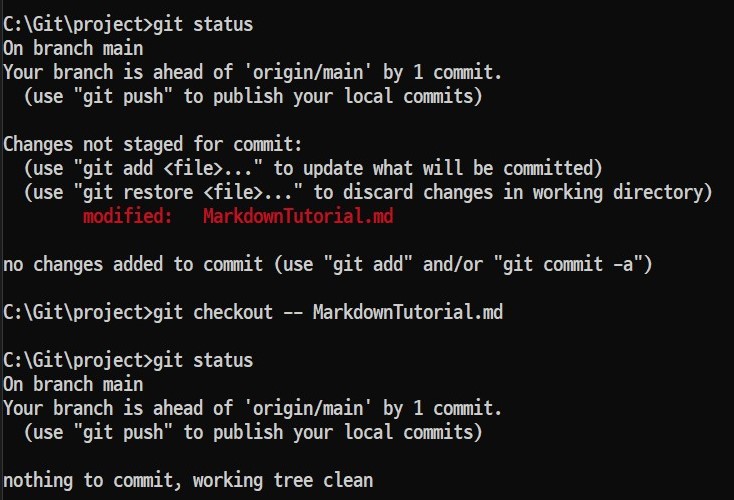 C:\Git\project>git status
On branch main
Your branch is ahead of 'origin/main' by 1 commit.
  (use "git push" to publish your local commits)

Changes not staged for commit:
  (use "git add <file>..." to update what will be committed)
  (use "git restore <file>..." to discard changes in working directory)
        modified:   MarkdownTutorial.md

no changes added to commit (use "git add" and/or "git commit -a")

C:\Git\project>git checkout -- MarkdownTutorial.md

C:\Git\project>git status
On branch main
Your branch is ahead of 'origin/main' by 1 commit.
  (use "git push" to publish your local commits)

nothing to commit, working tree clean